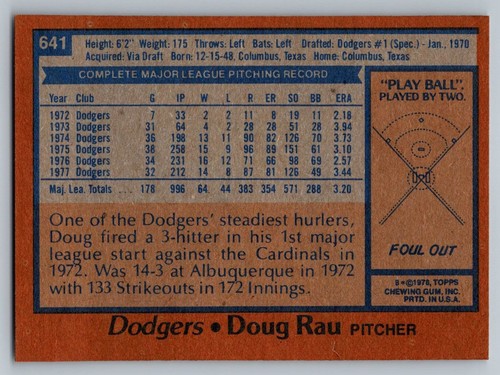 641
Height: 6'2" Weight: 175 Throws: Left Bats: Left Drafted: Dodgers #1 (Spec.) - Jan., 1970
Acquired: Via Draft Born: 12-15-48, Columbus, Texas Home: Columbus, Texas
COMPLETE MAJOR LEAGUE PITCHING RECORD
Year Club G IP W L R ER SO BB ERA
1972 Dodgers 7 33 2 2 11 8 19 11 2.18
1973 Dodgers 31 64 4 2 28 28 51 28 3.94
1974 Dodgers 36 198 13 11 90 82 126 70 3.73
1975 Dodgers 38 258 15 9 96 89 151 61 3.10
1976 Dodgers 34 231 16 12 71 66 98 69 2.57
1977 Dodgers 32 212 14 8 87 81 126 49 3.44
Maj. Lea. Totals ..... 178 996 64 44 383 354 571 288 3.20
"PLAY BALL"
PLAYED BY TWO.
FOUL OUT
One of the Dodgers' steadiest hurlers,
Doug fired a 3-hitter in his 1st major
league start against the Cardinals in
1972. Was 14-3 at Albuquerque in 1972
with 133 Strikeouts in 172 Innings.
©1978, TOPPS
CHEWING GUM, INC.
PRTD. IN U.S.A.
Dodgers • Doug Rau PITCHER